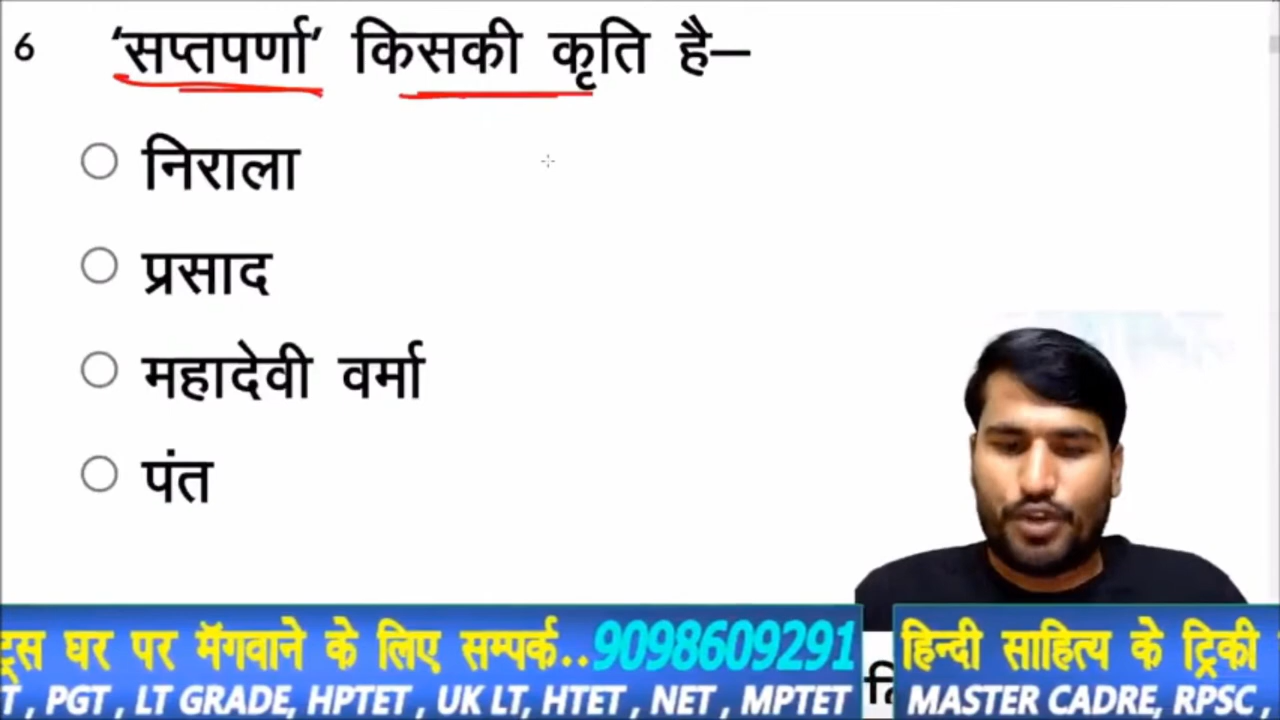 6 'सप्तपर्णा' किसकी कृति है–
निराला
प्रसाद
महादेवी वर्मा
पंत
घर पर मॅगवाने के लिए सम्पर्क..9098609291
हिन्दी साहित्य के ट्रिकी
T , PGT , LT GRADE, HPTET , UK LT, HTET , NET , MPTET
MASTER CADRE, RPSC ,